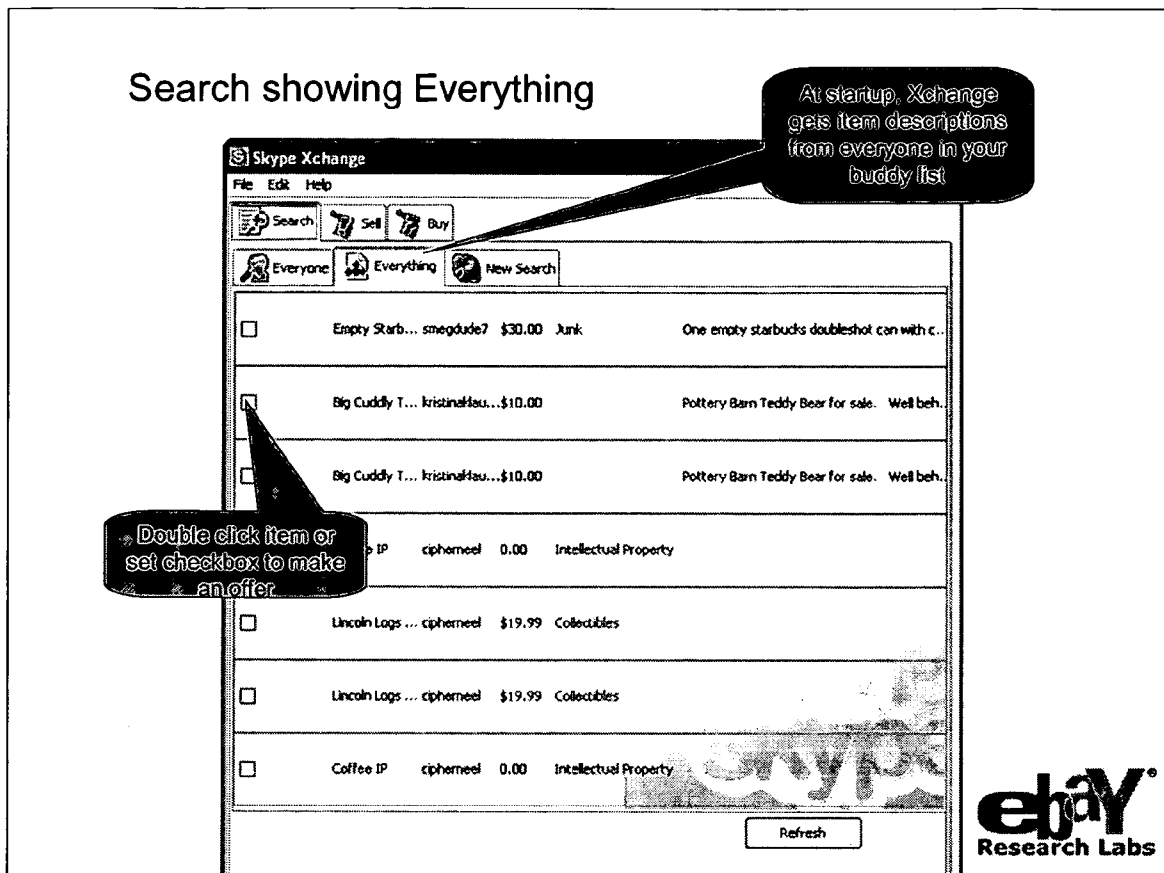 Search showing Everything
At startup, Xchange
gets item descriptions
from everyone in your
buddy list
Skype Xchange
File Edit Help
Search Sell Buy
Everyone Everything New Search
Empty Starb... smegdude7 $30.00 Junk One empty starbucks doubleshot can with c..
Big Cuddly T... kristinaHau...$10.00 Pottery Barn Teddy Bear for sale. Well beh..
Big Cuddly T... kristinaHau...$10.00 Pottery Barn Teddy Bear for sale. Well beh..
Double click item or
set checkbox to make
an offer
e IP ciphemeel 0.00 Intellectual Property
Lincoln Logs ... ciphemeel $19.99 Collectibles
Lincoln Logs ... ciphemeel $19.99 Collectibles
Coffee IP ciphemeel 0.00 Intellectual Property
skype
Refresh
ebaY®
Research Labs